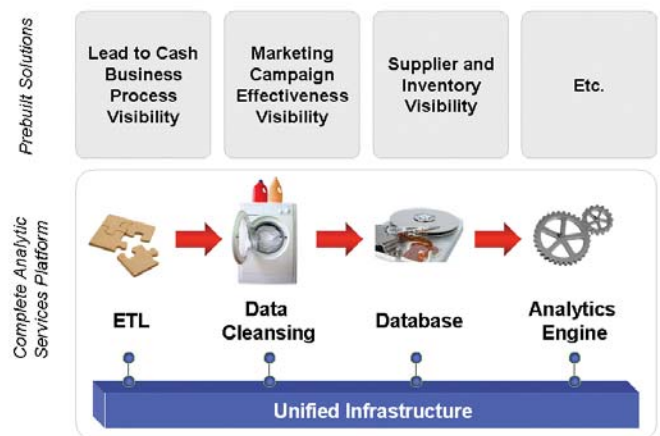 Prebuilt Solutions
Lead to Cash
Business
Process
Visibility
Marketing
Campaign
Effectiveness
Visibility
Supplier and
Inventory
Visibility
Etc.
Complete Analytic
Services Platform
ETL
Data
Cleansing
Database
Analytics
Engine
Unified Infrastructure